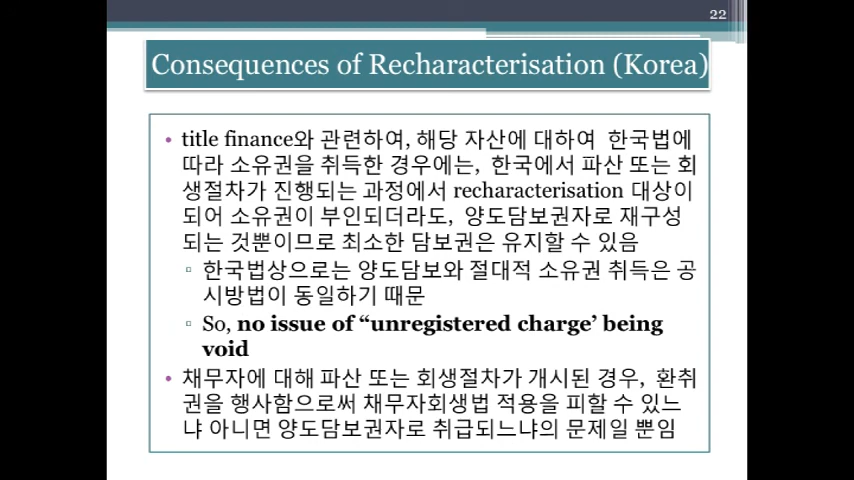 22
Consequences of Recharacterisation (Korea)
• title finance와 관련하여, 해당 자산에 대하여 한국법에
따라 소유권을 취득한 경우에는, 한국에서 파산 또는 회
생절차가 진행되는 과정에서 recharacterisation 대상이
되어 소유권이 부인되더라도, 양도담보권자로 재구성
되는 것뿐이므로 최소한 담보권은 유지할 수 있음
▫ 한국법상으로는 양도담보와 절대적 소유권 취득은 공
시방법이 동일하기 때문
▫ So, no issue of “unregistered charge’ being
void
• 채무자에 대해 파산 또는 회생절차가 개시된 경우, 환취
권을 행사함으로써 채무자회생법 적용을 피할 수 있느
냐 아니면 양도담보권자로 취급되느냐의 문제일 뿐임